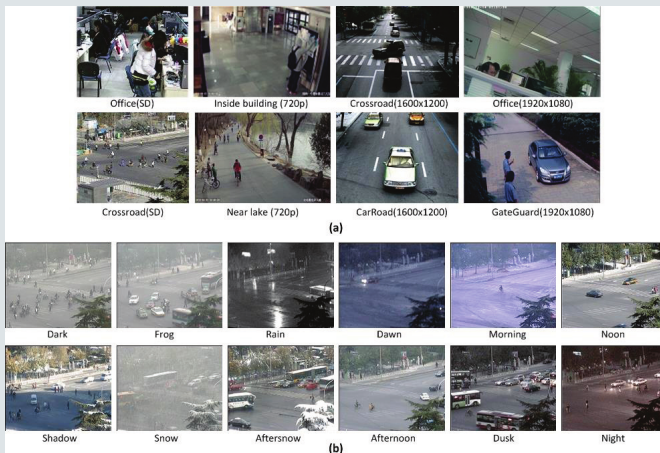 Office(SD) Inside building (720p) Crossroad(1600x1200) Office(1920x1080)
Crossroad(SD) Near lake (720p) CarRoad(1600x1200) GateGuard(1920x1080)
(a)
Dark Frog Rain Dawn Morning Noon
Shadow Snow Aftersnow Afternoon Dusk Night
(b)